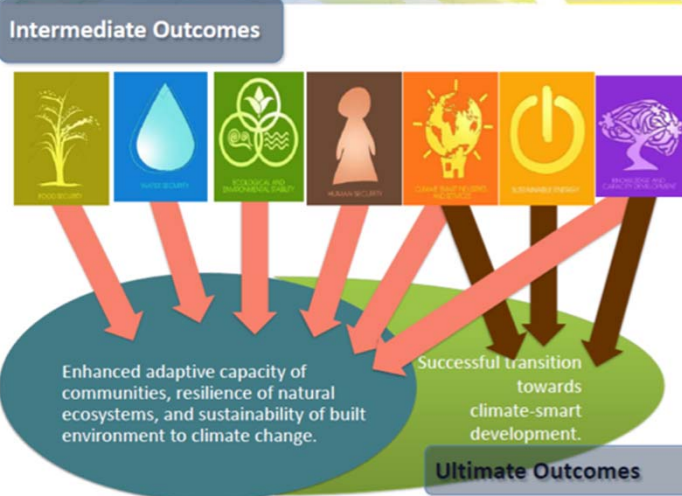 Intermediate Outcomes
FOOD SECURITY
WATER SECURITY
ECOLOGICAL AND
ENVIRONMENTAL STABILITY
HUMAN SECURITY
CLIMATE SMART INDUSTRIES
AND SERVICES
SUSTAINABLE ENERGY
KNOWLEDGE AND
CAPACITY DEVELOPMENT
Enhanced adaptive capacity of
communities, resilience of natural
ecosystems, and sustainability of built
environment to climate change.
Successful transition
towards
climate-smart
development.
Ultimate Outcomes